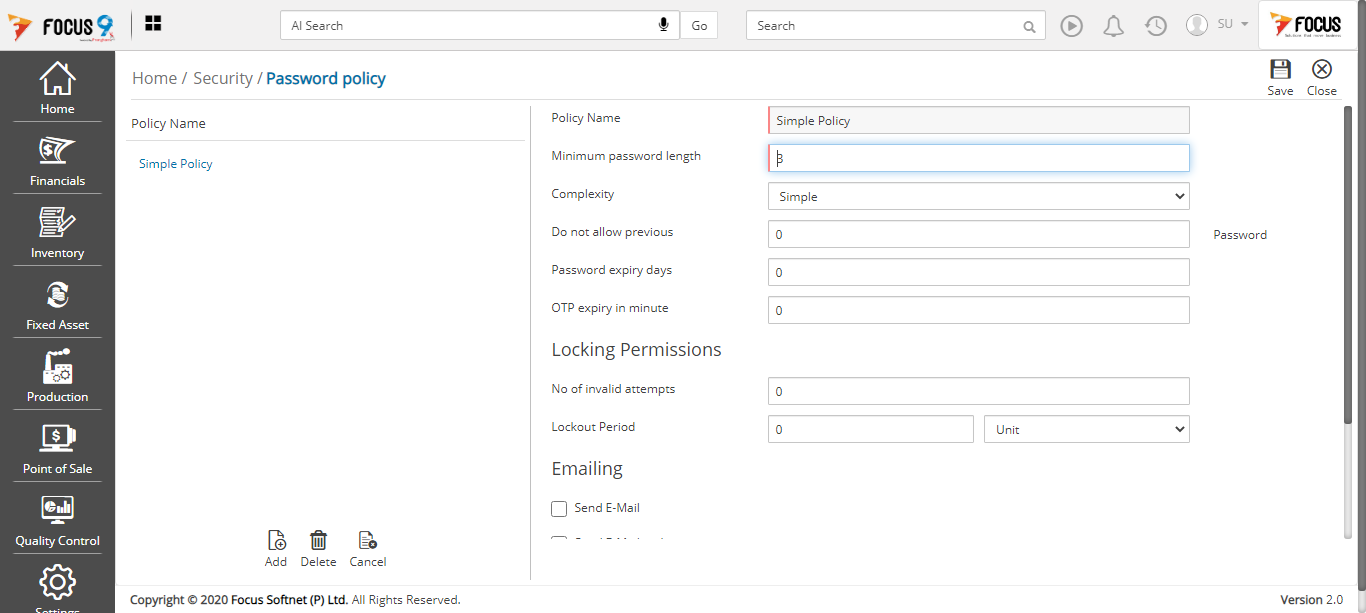 FOCUS 9
AI Search
Go
Search
SU
FOCUS
Home
Financials
Inventory
Fixed Asset
Production
Point of Sale
Quality Control
Settings
Home / Security / Password policy
Save
Close
Policy Name
Simple Policy
Add
Delete
Cancel
Policy Name
Simple Policy
Minimum password length
3
Complexity
Simple
Do not allow previous
0
Password
Password expiry days
0
OTP expiry in minute
0
Locking Permissions
No of invalid attempts
0
Lockout Period
0
Unit
Emailing
Send E-Mail
Copyright © 2020 Focus Softnet (P) Ltd. All Rights Reserved.
Version 2.0